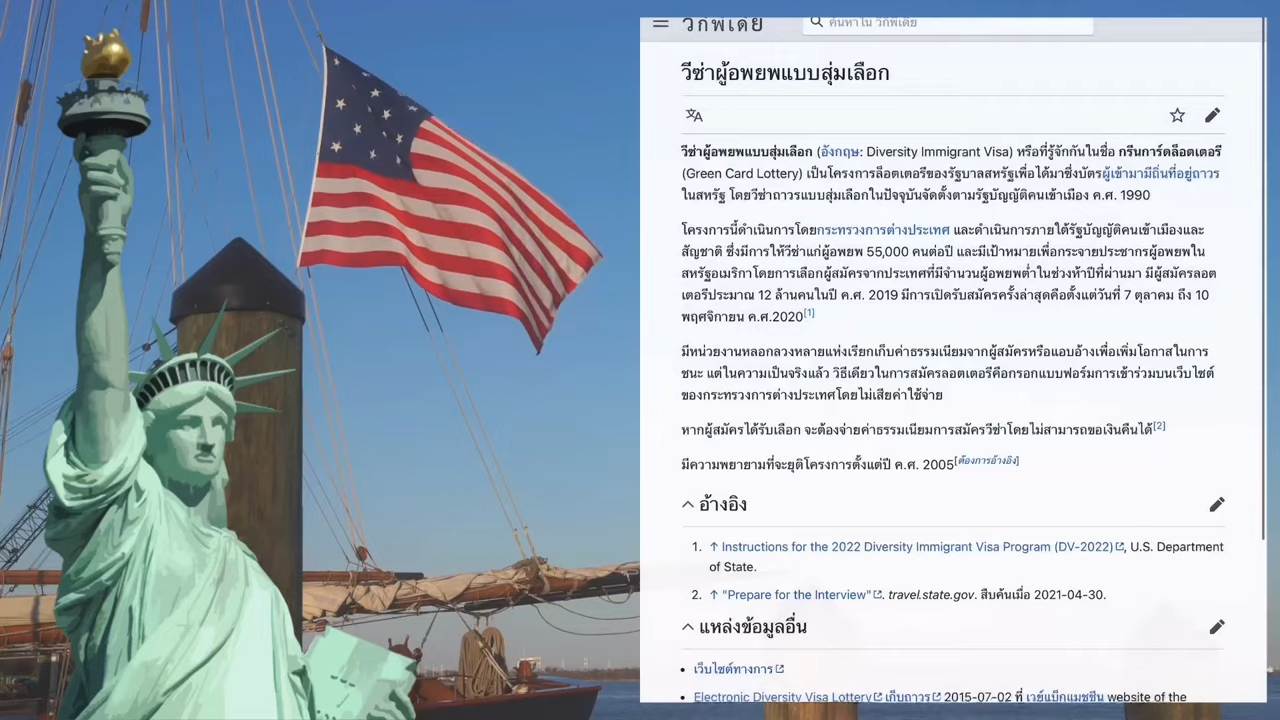 วิกิพีเดีย
ค้นหาใน วิกิพีเดีย
วีซ่าผู้อพยพแบบสุ่มเลือก
วีซ่าผู้อพยพแบบสุ่มเลือก (อังกฤษ: Diversity Immigrant Visa) หรือที่รู้จักกันในชื่อ กรีนการ์ดล็อตเตอรี
(Green Card Lottery) เป็นโครงการล็อตเตอรีของรัฐบาลสหรัฐเพื่อได้มาซึ่งบัตรผู้เข้ามามีถิ่นที่อยู่ถาวร
ในสหรัฐ โดยวีซ่าถาวรแบบสุ่มเลือกในปัจจุบันจัดตั้งตามรัฐบัญญัติคนเข้าเมือง ค.ศ. 1990
โครงการนี้ดำเนินการโดยกระทรวงการต่างประเทศ และดำเนินการภายใต้รัฐบัญญัติคนเข้าเมืองและ
สัญชาติ ซึ่งมีการให้วีซ่าแก่ผู้อพยพ 55,000 คนต่อปี และมีเป้าหมายเพื่อกระจายประชากรผู้อพยพใน
สหรัฐอเมริกาโดยการเลือกผู้สมัครจากประเทศที่มีจำนวนผู้อพยพต่ำในช่วงห้าปีที่ผ่านมา มีผู้สมัครลอต
เตอรีประมาณ 12 ล้านคนในปี ค.ศ. 2019 มีการเปิดรับสมัครครั้งล่าสุดคือตั้งแต่วันที่ 7 ตุลาคม ถึง 10
พฤศจิกายน ค.ศ.2020[1]
มีหน่วยงานหลอกลวงหลายแห่งเรียกเก็บค่าธรรมเนียมจากผู้สมัครหรือแอบอ้างเพื่อเพิ่มโอกาสในการ
ชนะ แต่ในความเป็นจริงแล้ว วิธีเดียวในการสมัครลอตเตอรีคือกรอกแบบฟอร์มการเข้าร่วมบนเว็บไซต์
ของกระทรวงการต่างประเทศโดยไม่เสียค่าใช้จ่าย
หากผู้สมัครได้รับเลือก จะต้องจ่ายค่าธรรมเนียมการสมัครวีซ่าโดยไม่สามารถขอเงินคืนได้[2]
มีความพยายามที่จะยุติโครงการตั้งแต่ปี ค.ศ. 2005[ต้องการอ้างอิง]
อ้างอิง
1. ↑ Instructions for the 2022 Diversity Immigrant Visa Program (DV-2022), U.S. Department
of State.
2. ↑ "Prepare for the Interview". travel.state.gov. สืบค้นเมื่อ 2021-04-30.
แหล่งข้อมูลอื่น
• เว็บไซต์ทางการ
• Electronic Diversity Visa Lottery เก็บถาวร 2015-07-02 ที่ เวย์แบ็กแมชชีน website of the